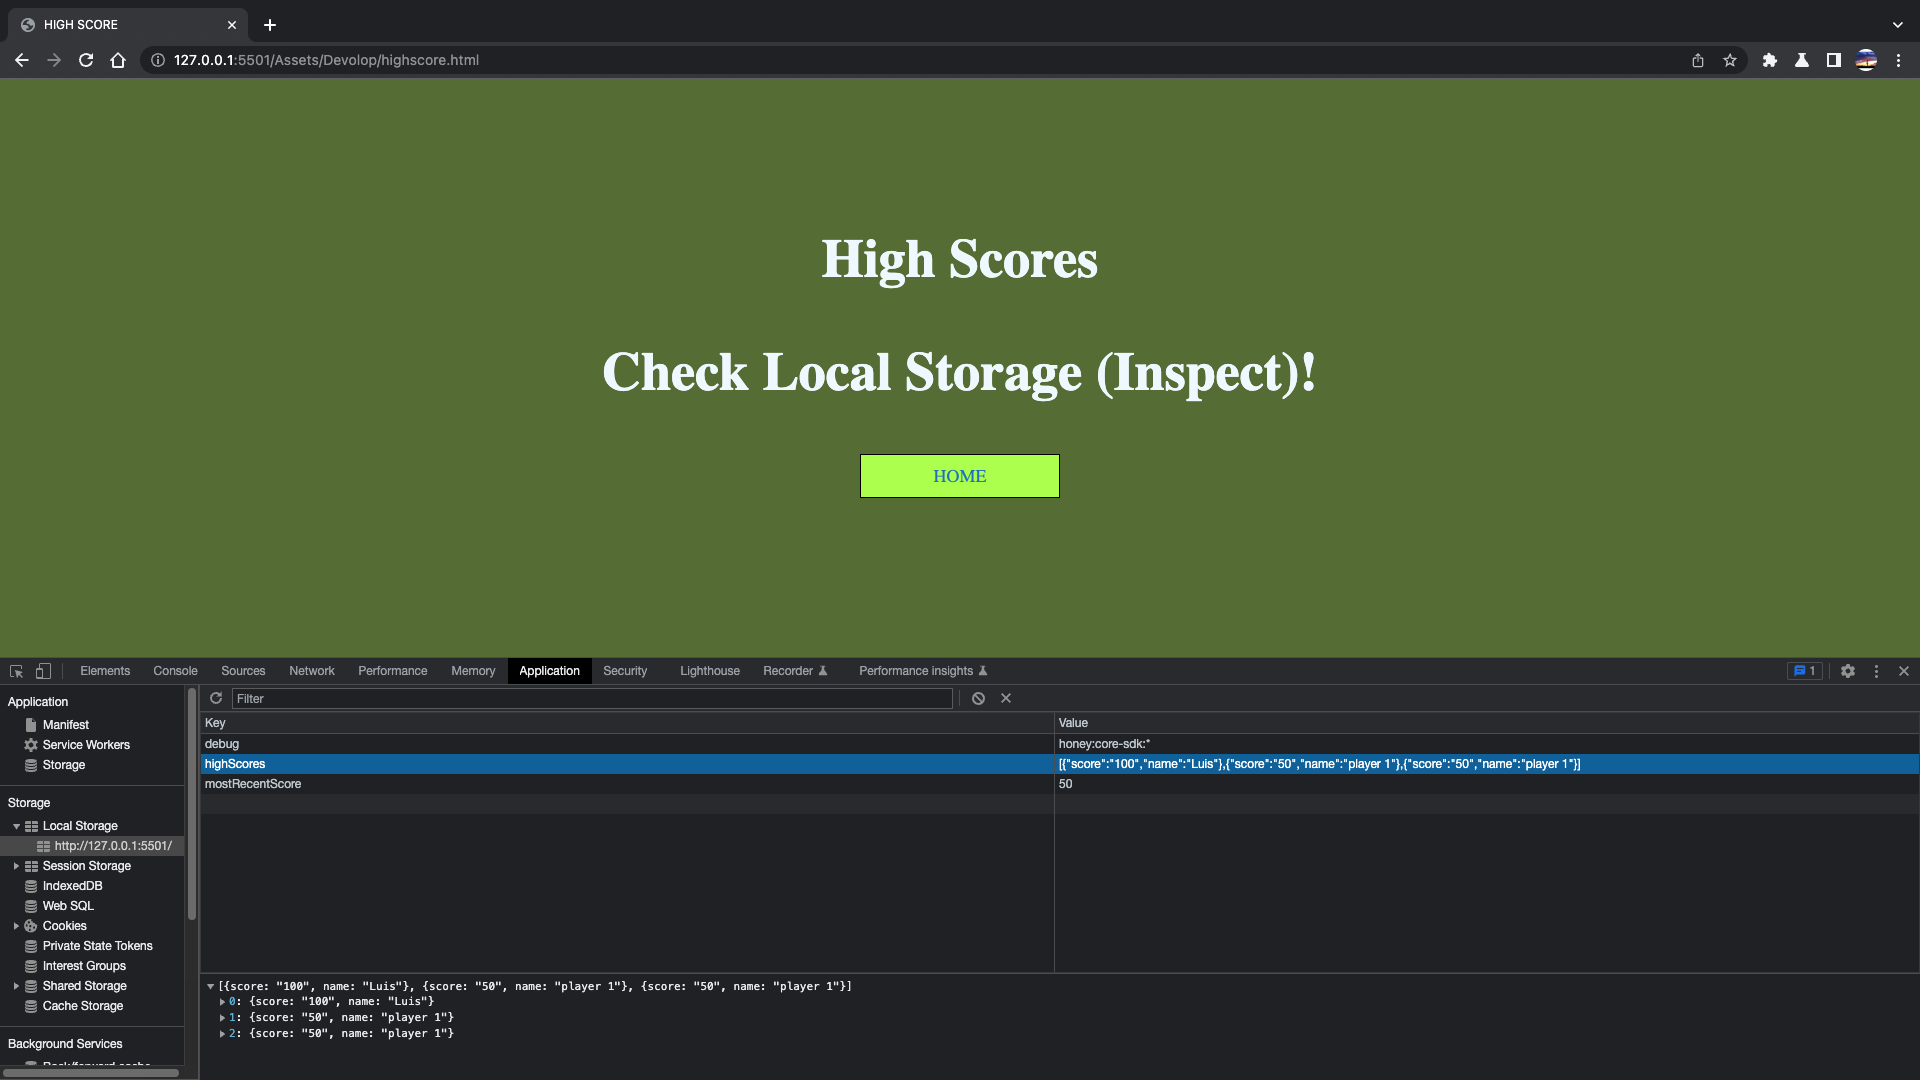 HIGH SCORE
127.0.0.1:5501/Assets/Devolop/highscore.html
High Scores
Check Local Storage (Inspect)!
HOME
Elements Console Sources Network Performance Memory Application Security Lighthouse Recorder Performance insights 1
Application
Manifest
Service Workers
Storage
Storage
Local Storage
http://127.0.0.1:5501/
Session Storage
IndexedDB
Web SQL
Cookies
Private State Tokens
Interest Groups
Shared Storage
Cache Storage
Background Services
Filter
Key Value
debug honey:core-sdk:*
highScores [{"score":"100","name":"Luis"},{"score":"50","name":"player 1"},{"score":"50","name":"player 1"}]
mostRecentScore 50
[{score: "100", name: "Luis"}, {score: "50", name: "player 1"}, {score: "50", name: "player 1"}]
0: {score: "100", name: "Luis"}
1: {score: "50", name: "player 1"}
2: {score: "50", name: "player 1"}